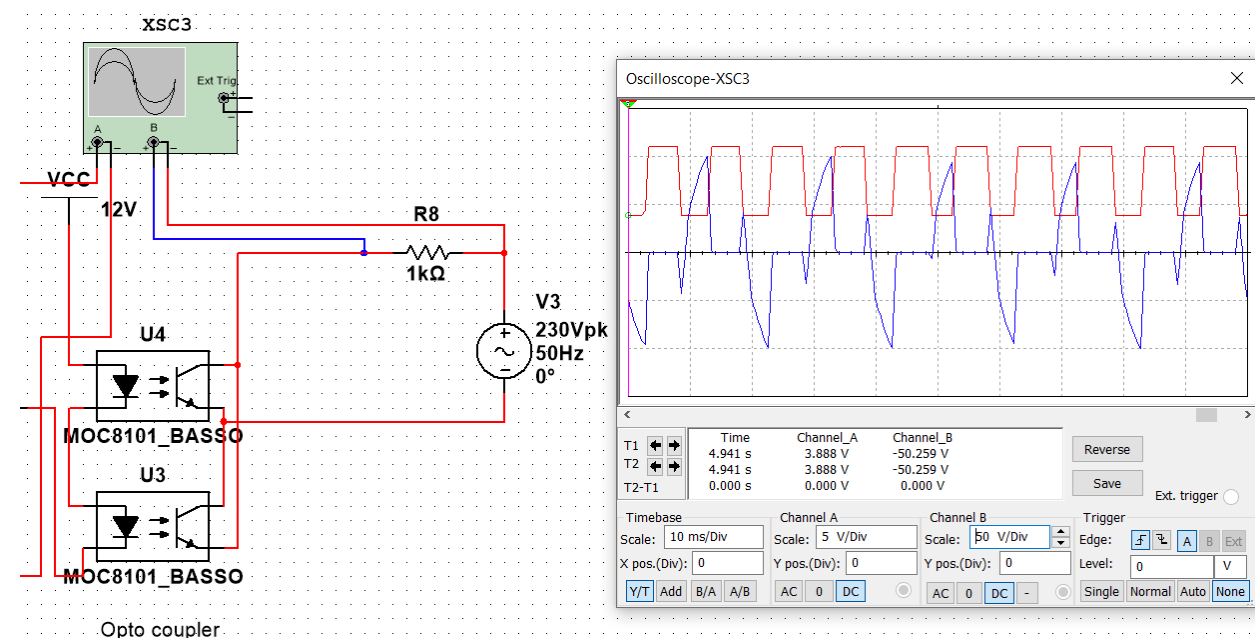 XSC3
Ext Trig
A
B
VCC
12V
R8
1kΩ
V3
230Vpk
50Hz
0°
U4
MOC8101_BASSO
U3
MOC8101_BASSO
Opto coupler
Oscilloscope-XSC3
Time Channel_A Channel_B
T1 4.941 s 3.888 V -50.259 V
T2 4.941 s 3.888 V -50.259 V
T2-T1 0.000 s 0.000 V 0.000 V
Reverse
Save
Ext. trigger
Timebase
Scale: 10 ms/Div
X pos.(Div): 0
Y/T Add B/A A/B
Channel A
Scale: 5 V/Div
Y pos.(Div): 0
AC 0 DC
Channel B
Scale: 50 V/Div
Y pos.(Div): 0
AC 0 DC -
Trigger
Edge: A B Ext
Level: 0 V
Single Normal Auto None